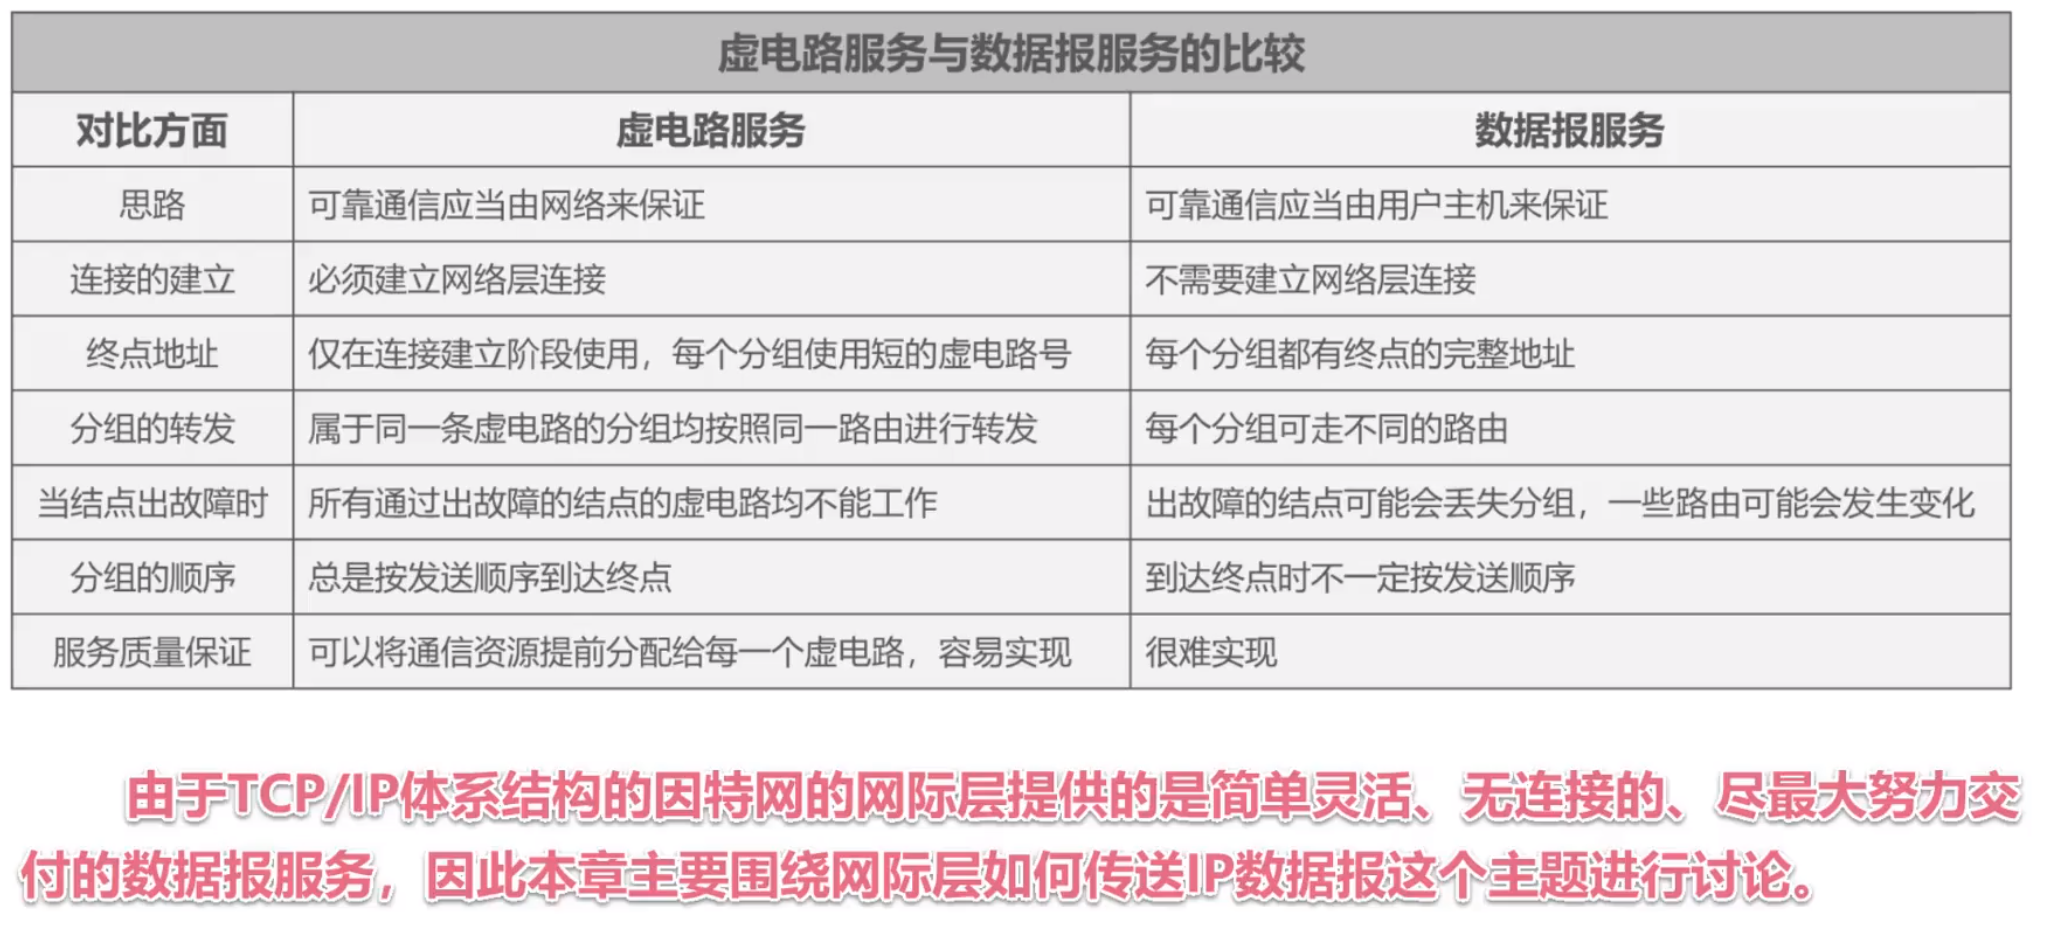 虚电路服务与数据报服务的比较
对比方面 虚电路服务 数据报服务
思路 可靠通信应当由网络来保证 可靠通信应当由用户主机来保证
连接的建立 必须建立网络层连接 不需要建立网络层连接
终点地址 仅在连接建立阶段使用，每个分组使用短的虚电路号 每个分组都有终点的完整地址
分组的转发 属于同一条虚电路的分组均按照同一路由进行转发 每个分组可走不同的路由
当结点出故障时 所有通过出故障的结点的虚电路均不能工作 出故障的结点可能会丢失分组，一些路由可能会发生变化
分组的顺序 总是按发送顺序到达终点 到达终点时不一定按发送顺序
服务质量保证 可以将通信资源提前分配给每一个虚电路，容易实现 很难实现
由于TCP/IP体系结构的因特网的网际层提供的是简单灵活、无连接的、尽最大努力交
付的数据报服务，因此本章主要围绕网际层如何传送IP数据报这个主题进行讨论。